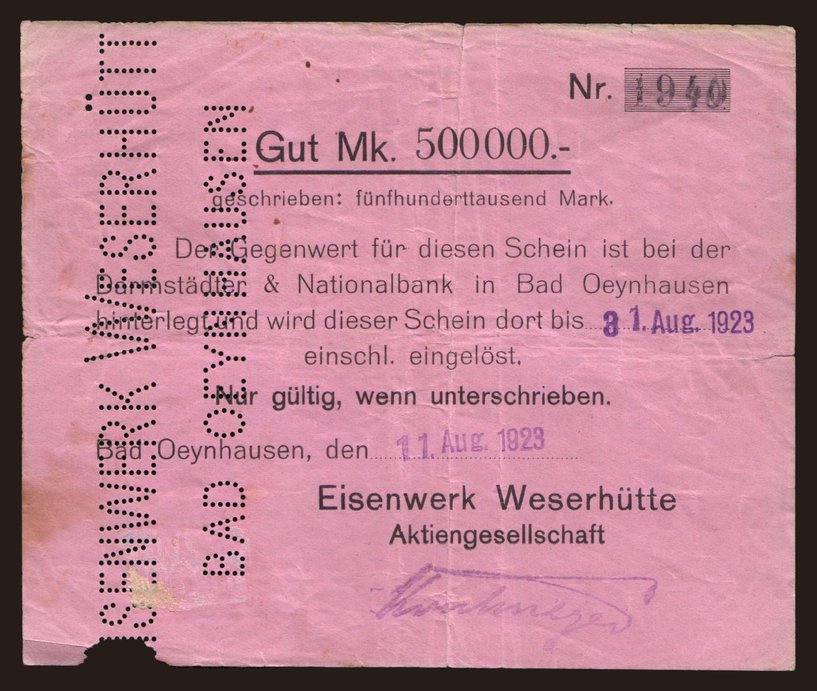 Nr. 1940
Gut Mk. 500000.-
geschrieben: fünfhunderttausend Mark.
Der Gegenwert für diesen Schein ist bei der
Darmstädter & Nationalbank in Bad Oeynhausen
hinterlegt und wird dieser Schein dort bis 31. Aug. 1923
einschl. eingelöst.
Nur gültig, wenn unterschrieben.
Bad Oeynhausen, den 11. Aug. 1923
Eisenwerk Weserhütte
Aktiengesellschaft
ISENWERK WESERHÜTT
BAD OEYNHAUSEN